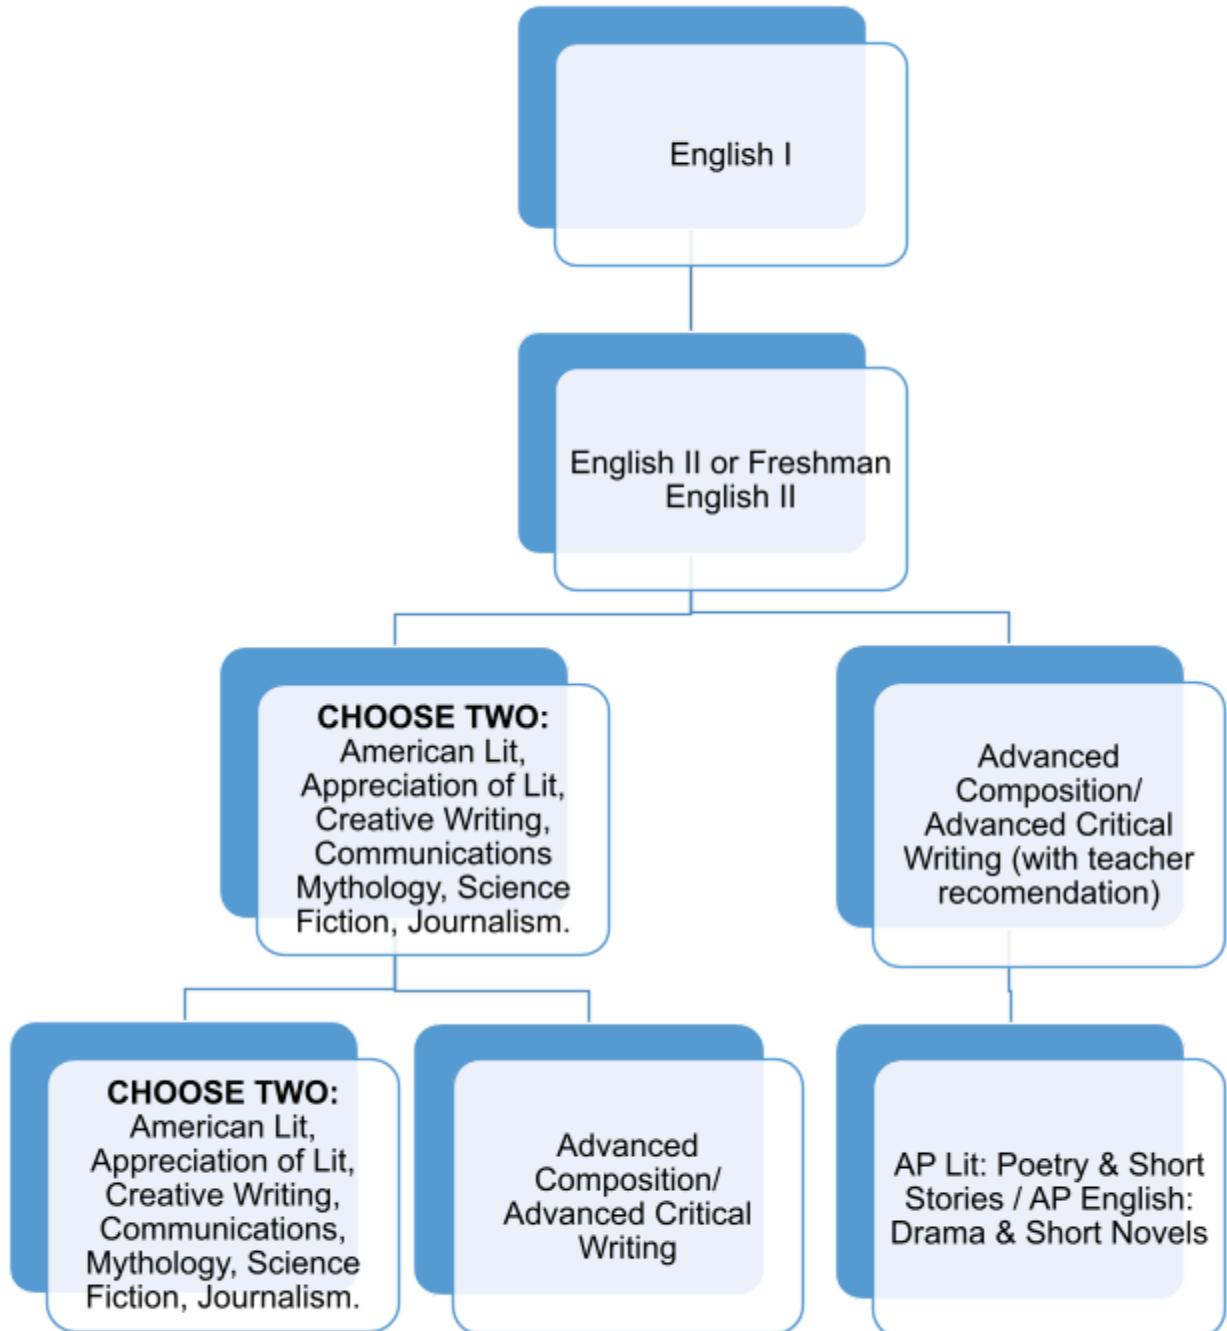 English I
English II or Freshman
English II
CHOOSE TWO:
American Lit,
Appreciation of Lit,
Creative Writing,
Communications
Mythology, Science
Fiction, Journalism.
Advanced
Composition/
Advanced Critical
Writing (with teacher
recomendation)
CHOOSE TWO:
American Lit,
Appreciation of Lit,
Creative Writing,
Communications,
Mythology, Science
Fiction, Journalism.
Advanced
Composition/
Advanced Critical
Writing
AP Lit: Poetry & Short
Stories / AP English:
Drama & Short Novels